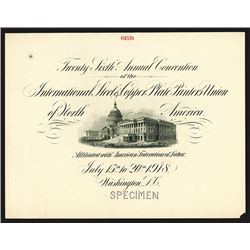 Twenty Sixth Annual Convention
of the
International Steel & Copper Plate Printers Union
of North America
Affiliated with American Federation of Labor
July 15th to 20th 1918
Washington, D.C.
SPECIMEN